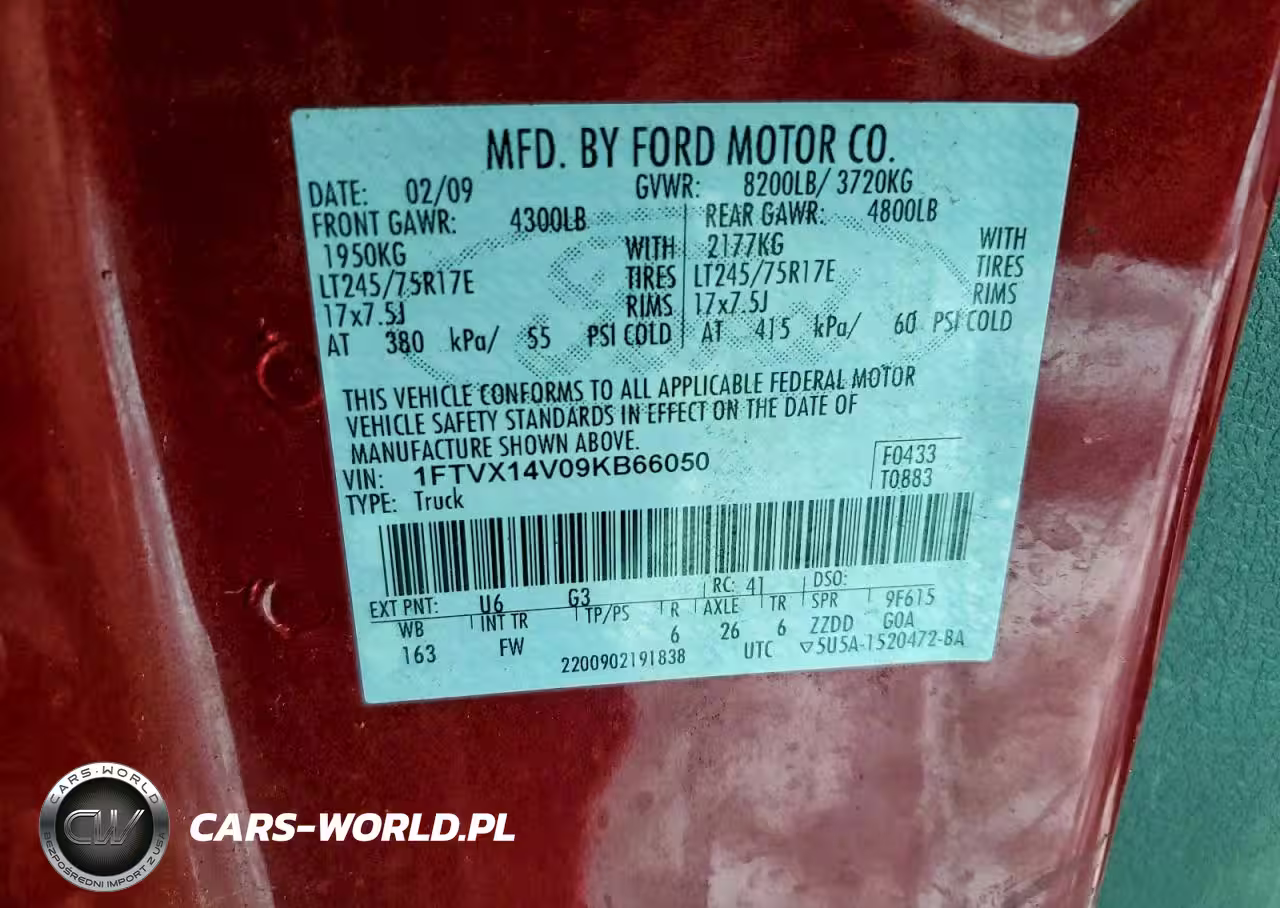 MFD. BY FORD MOTOR CO.
DATE: 02/09 GVWR: 8200LB/ 3720KG
FRONT GAWR: 4300LB REAR GAWR: 4800LB
1950KG WITH 2177KG WITH
LT245/75R17E TIRES LT245/75R17E TIRES
17x7.5J RIMS 17x7.5J RIMS
AT 380 kPa/ 55 PSI COLD AT 415 kPa/ 60 PSI COLD
THIS VEHICLE CONFORMS TO ALL APPLICABLE FEDERAL MOTOR
VEHICLE SAFETY STANDARDS IN EFFECT ON THE DATE OF
MANUFACTURE SHOWN ABOVE.
VIN: 1FTVX14V09KB66050
TYPE: Truck
F0433
T0883
EXT PNT: U6 G3 RC: 41 DSO:
WB INT TR TP/PS R AXLE TR SPR 9F615
163 FW 6 26 6 ZZDD GOA
2200902191838 UTC ▽5U5A-1520472-BA
CARS-WORLD
CW
BEZPOŚREDNI IMPORT Z USA
CARS-WORLD.PL